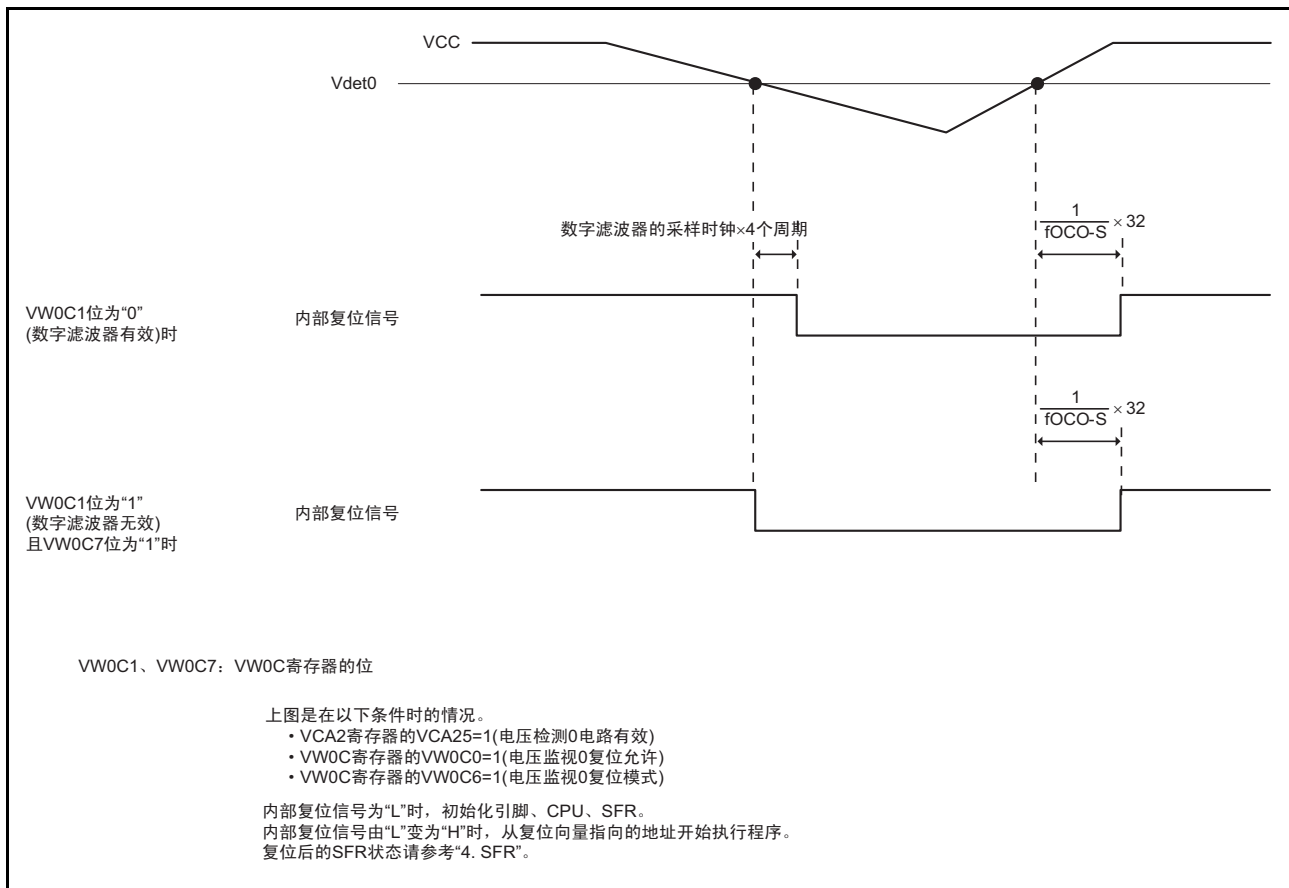 VCC
Vdet0
数字滤波器的采样时钟×4个周期
1
fOCO-S
× 32
VW0C1位为“0”
(数字滤波器有效)时
内部复位信号
1
fOCO-S
× 32
VW0C1位为“1”
(数字滤波器无效)
且VW0C7位为“1”时
内部复位信号
VW0C1、VW0C7：VW0C寄存器的位
上图是在以下条件时的情况。
• VCA2寄存器的VCA25=1(电压检测0电路有效)
• VW0C寄存器的VW0C0=1(电压监视0复位允许)
• VW0C寄存器的VW0C6=1(电压监视0复位模式)
内部复位信号为“L”时，初始化引脚、CPU、SFR。
内部复位信号由“L”变为“H”时，从复位向量指向的地址开始执行程序。
复位后的SFR状态请参考“4. SFR”。